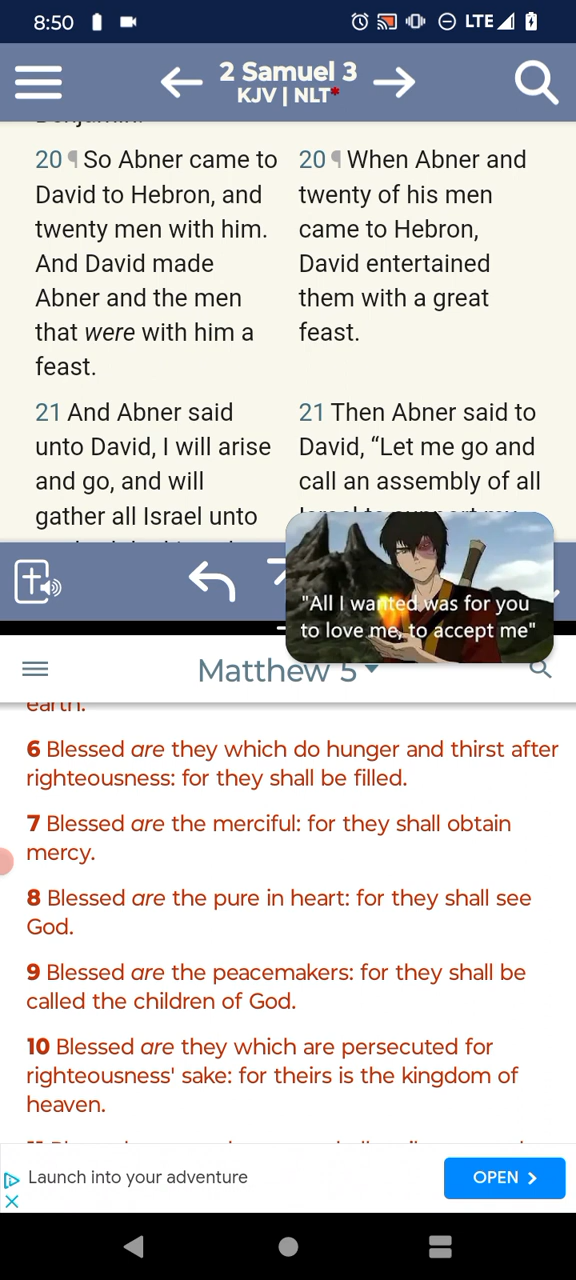 8:50
LTE
2 Samuel 3
KJV | NLT*
20 ¶ So Abner came to
David to Hebron, and
twenty men with him.
And David made
Abner and the men
that were with him a
feast.
21 And Abner said
unto David, I will arise
and go, and will
gather all Israel unto
20 ¶ When Abner and
twenty of his men
came to Hebron,
David entertained
them with a great
feast.
21 Then Abner said to
David, “Let me go and
call an assembly of all
"All I wanted was for you
to love me, to accept me"
Matthew 5
earth.
6 Blessed are they which do hunger and thirst after
righteousness: for they shall be filled.
7 Blessed are the merciful: for they shall obtain
mercy.
8 Blessed are the pure in heart: for they shall see
God.
9 Blessed are the peacemakers: for they shall be
called the children of God.
10 Blessed are they which are persecuted for
righteousness' sake: for theirs is the kingdom of
heaven.
Launch into your adventure
OPEN